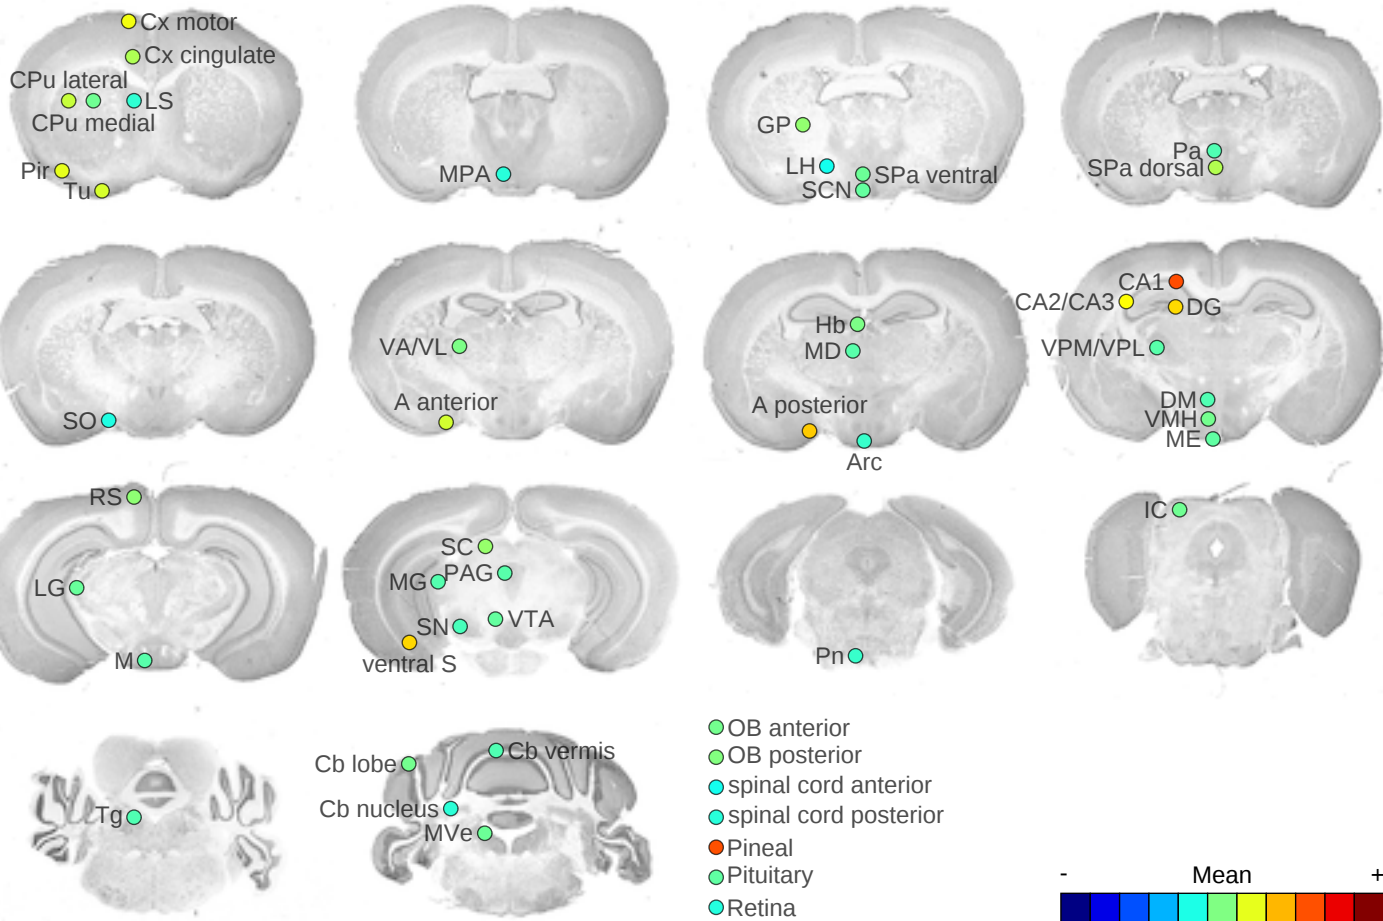 Cx motor
Cx cingulate
CPu lateral
LS
CPu medial
Pir
Tu
MPA
GP
LH
SPa ventral
SCN
Pa
SPa dorsal
SO
VA/VL
A anterior
Hb
MD
A posterior
Arc
CA1
CA2/CA3
DG
VPM/VPL
DM
VMH
ME
RS
LG
M
SC
PAG
MG
VTA
SN
ventral S
Pn
IC
Tg
Cb vermis
Cb lobe
Cb nucleus
MVe
OB anterior
OB posterior
spinal cord anterior
spinal cord posterior
Pineal
Pituitary
Retina
- Mean +